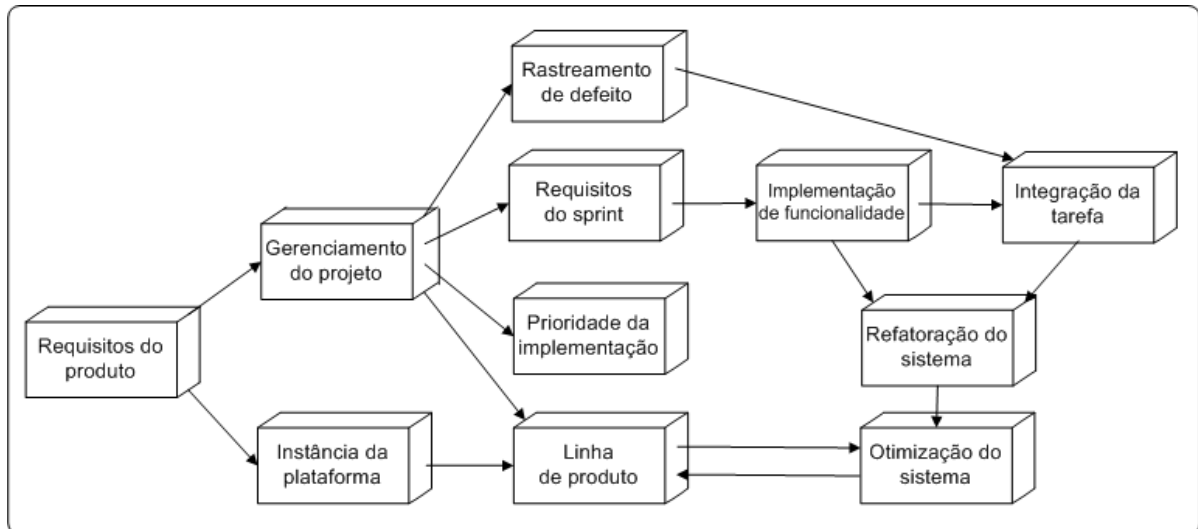 Rastreamento
de defeito
Requisitos
do sprint
Implementação
de funcionalidade
Integração da
tarefa
Gerenciamento
do projeto
Prioridade da
implementação
Refatoração do
sistema
Requisitos do
produto
Instância da
plataforma
Linha
de produto
Otimização do
sistema